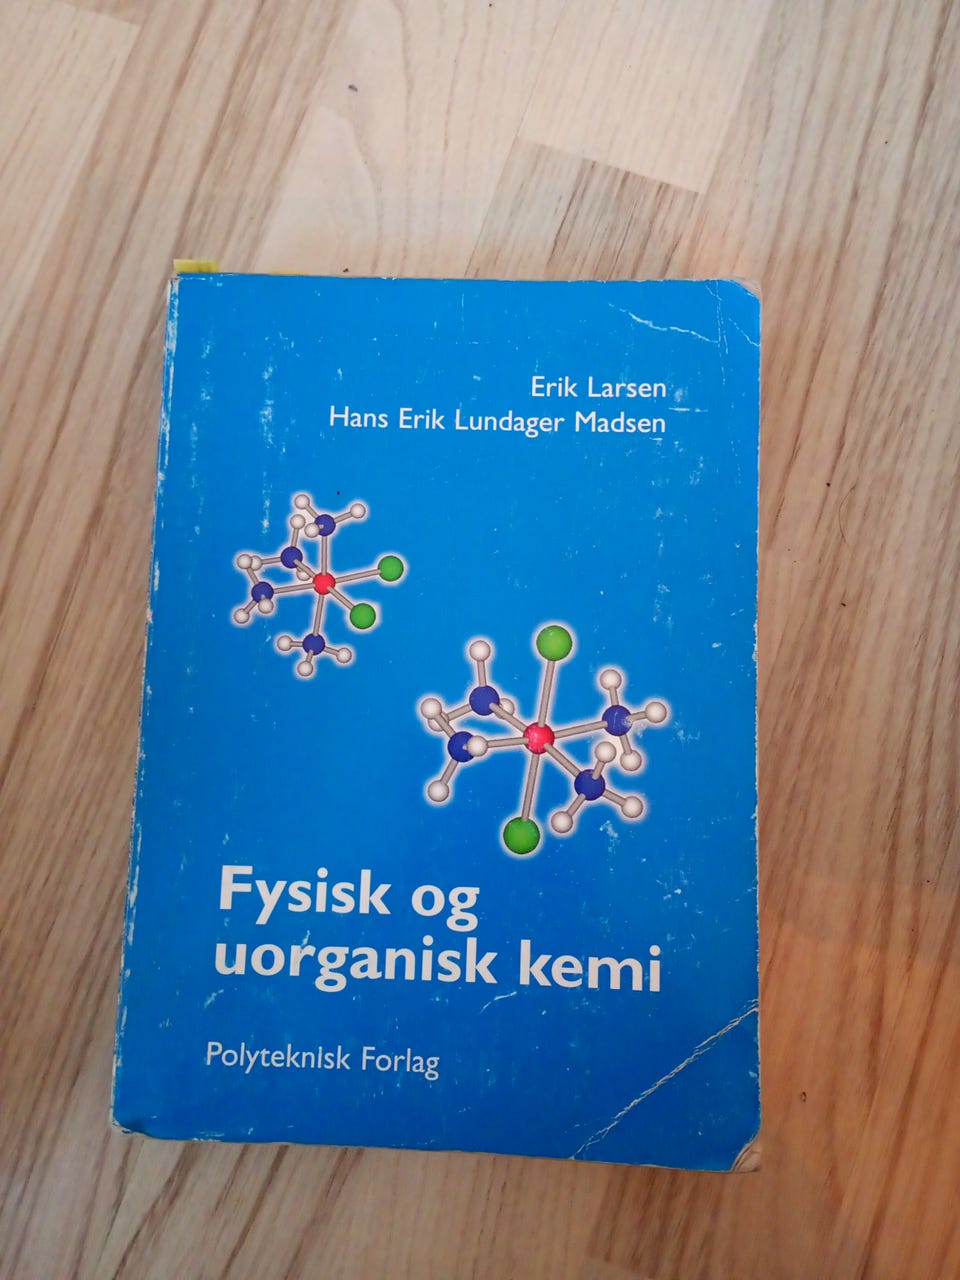 Erik Larsen
Hans Erik Lundager Madsen
Fysisk og
uorganisk kemi
Polyteknisk Forlag